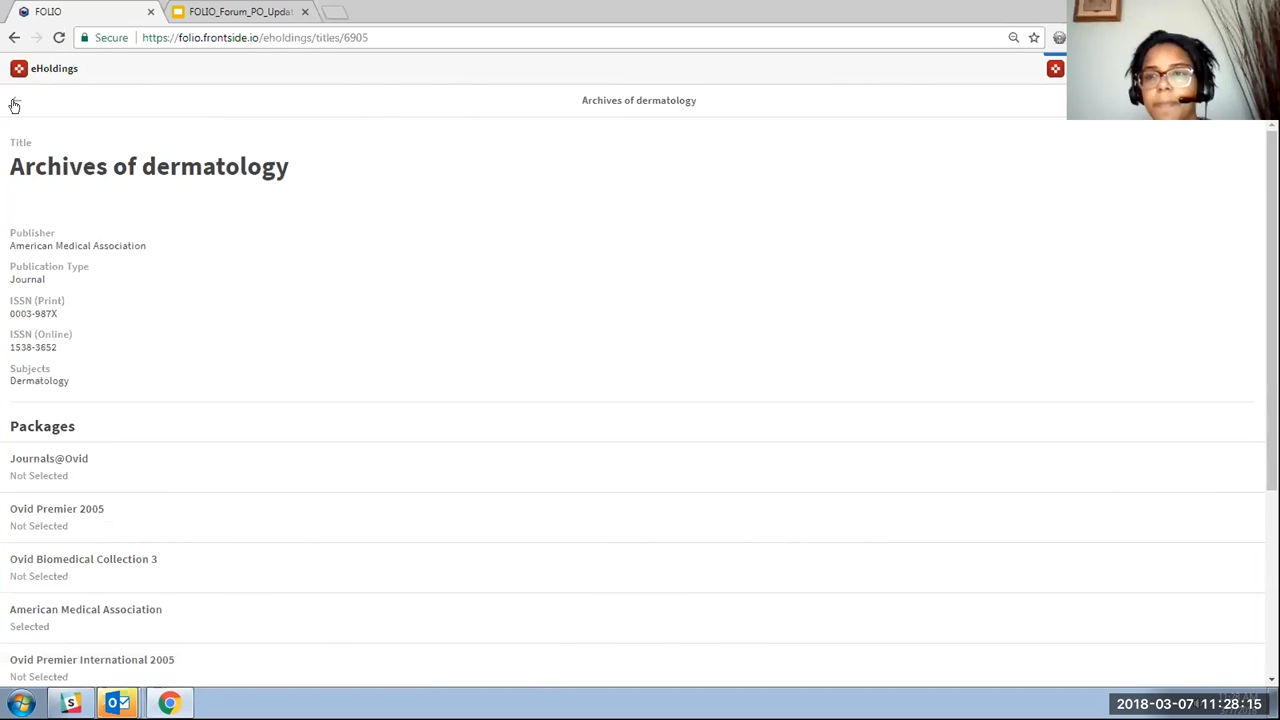 FOLIO
FOLIO_Forum_PO_Updat
Secure
https://folio.frontside.io/eholdings/titles/6905
eHoldings
Archives of dermatology
Title
Archives of dermatology
Publisher
American Medical Association
Publication Type
Journal
ISSN (Print)
0003-987X
ISSN (Online)
1538-3652
Subjects
Dermatology
Packages
Journals@Ovid
Not Selected
Ovid Premier 2005
Not Selected
Ovid Biomedical Collection 3
Not Selected
American Medical Association
Selected
Ovid Premier International 2005
Not Selected
2018-03-07 11:28:15